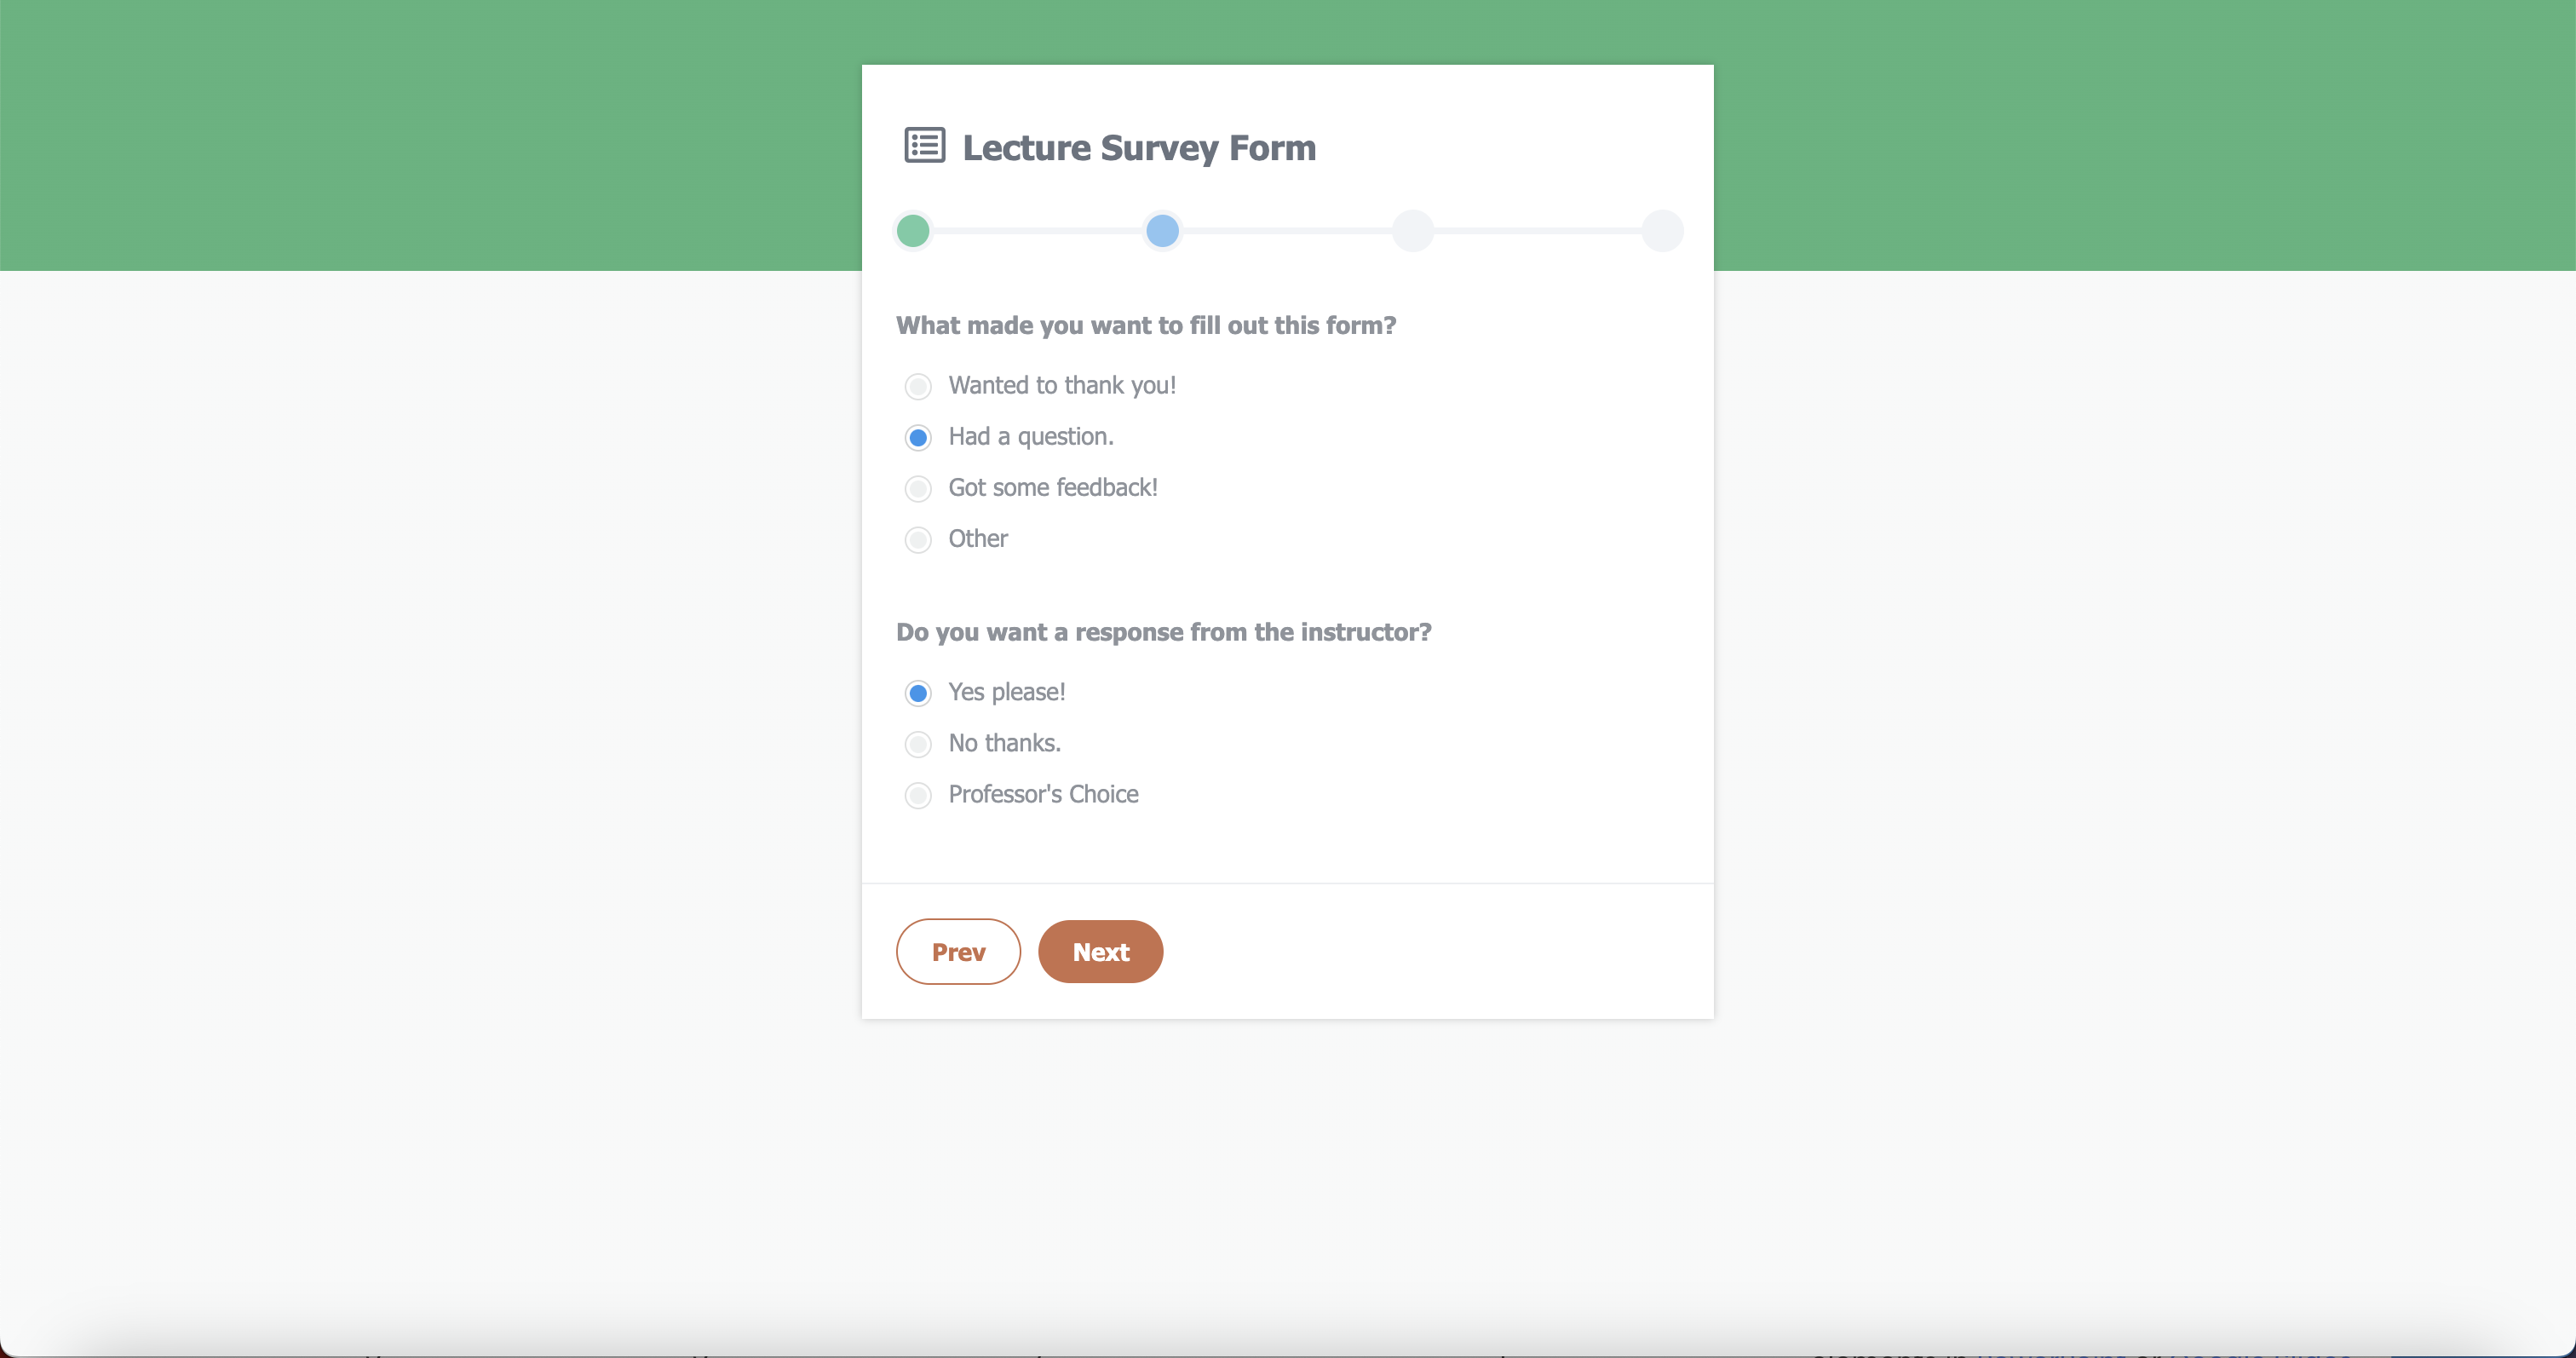 Lecture Survey Form
What made you want to fill out this form?
Wanted to thank you!
Had a question.
Got some feedback!
Other
Do you want a response from the instructor?
Yes please!
No thanks.
Professor's Choice
Prev
Next